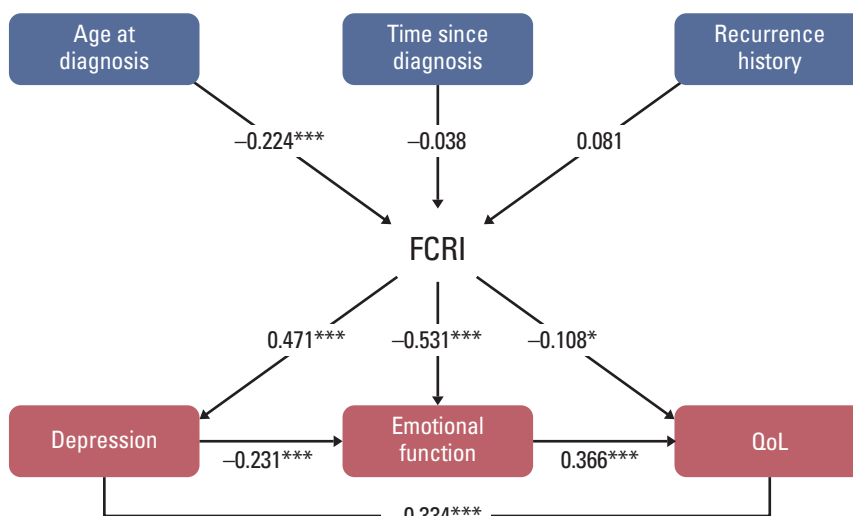 Age at
diagnosis
Time since
diagnosis
Recurrence
history
–0.224***
–0.038
0.081
FCRI
0.471***
–0.531***
–0.108*
Depression
Emotional
function
QoL
–0.231***
0.366***